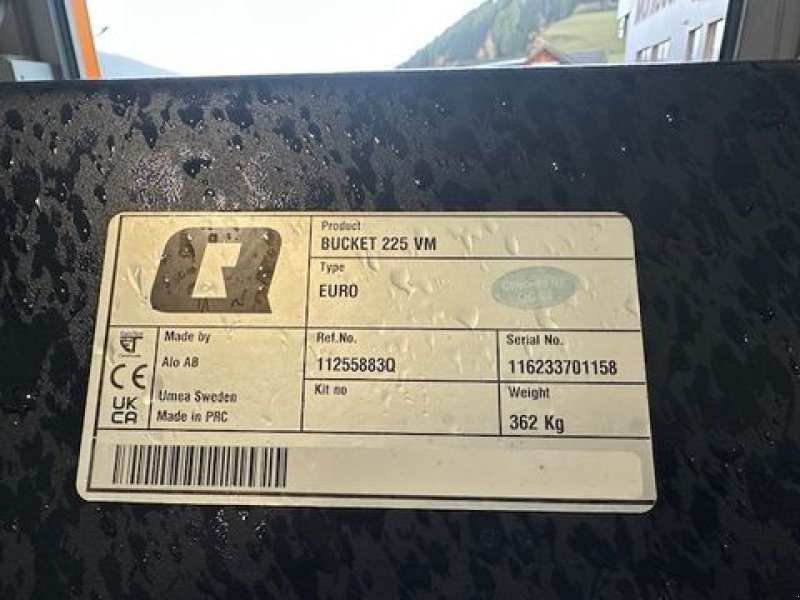 Product
BUCKET 225 VM
Type
EURO
Made by
Alo AB
Umea Sweden
Made in PRC
CE
UK
CA
Ref.No.
11255883Q
Kit no
Serial No.
116233701158
Weight
362 Kg